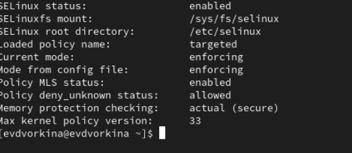 SELinux status: enabled
SELinuxfs mount: /sys/fs/selinux
SELinux root directory: /etc/selinux
Loaded policy name: targeted
Current mode: enforcing
Mode from config file: enforcing
Policy MLS status: enabled
Policy deny_unknown status: allowed
Memory protection checking: actual (secure)
Max kernel policy version: 33
[evdvorkina@evdvorkina ~]$